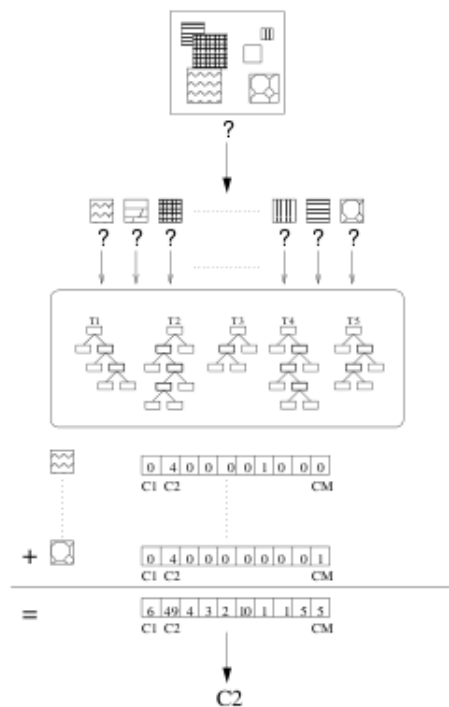 ?
? ? ? ? ? ?
T1 T2 T3 T4 T5
0 4 0 0 0 0 1 0 0 0
C1 C2 CM
+ 0 4 0 0 0 0 0 0 0 1
C1 C2 CM
= 6 49 4 3 2 10 1 1 5 5
C1 C2 CM
C2